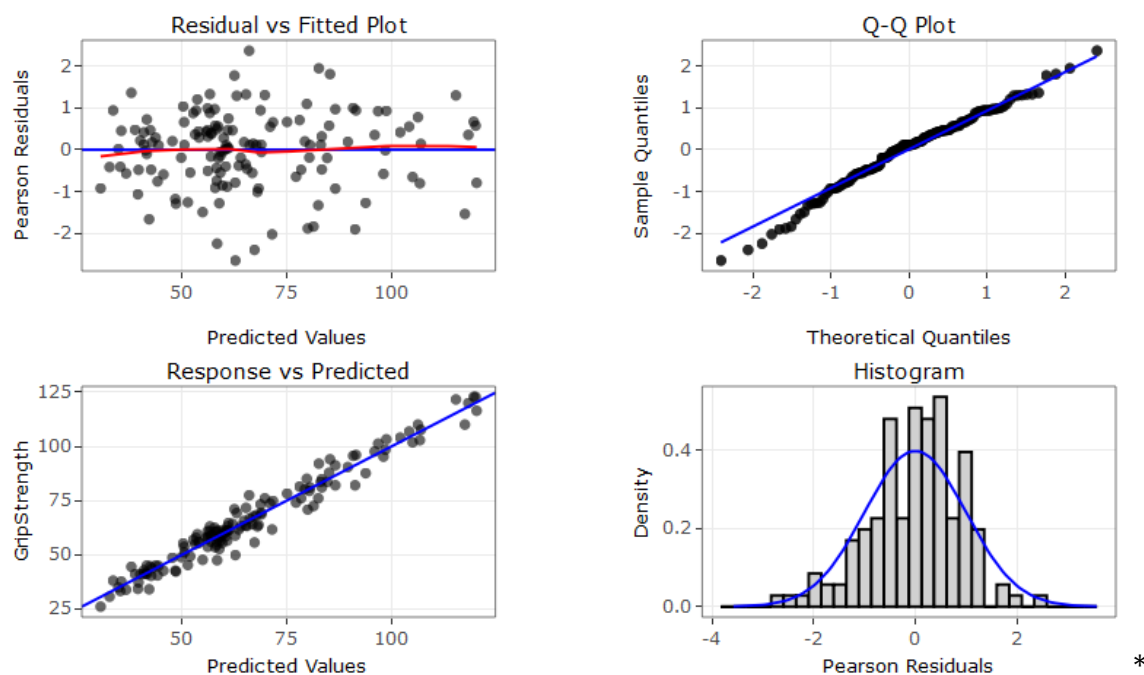 Residual vs Fitted Plot
Pearson Residuals
2
1
0
-1
-2
50 75 100
Predicted Values
Q-Q Plot
Sample Quantiles
2
1
0
-1
-2
-2 -1 0 1 2
Theoretical Quantiles
Response vs Predicted
GripStrength
125
100
75
50
25
50 75 100
Predicted Values
Histogram
Density
0.4
0.2
0.0
-4 -2 0 2
Pearson Residuals
*